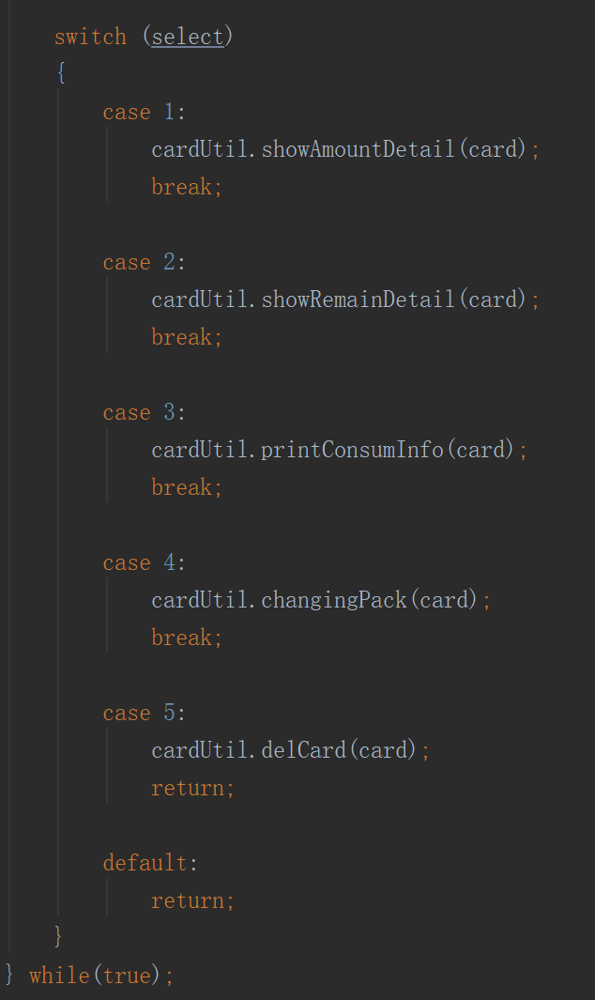 switch (select)
{
case 1:
cardUtil.showAmountDetail(card);
break;
case 2:
cardUtil.showRemainDetail(card);
break;
case 3:
cardUtil.printConsumInfo(card);
break;
case 4:
cardUtil.changingPack(card);
break;
case 5:
cardUtil.delCard(card);
return;
default:
return;
}
} while(true);